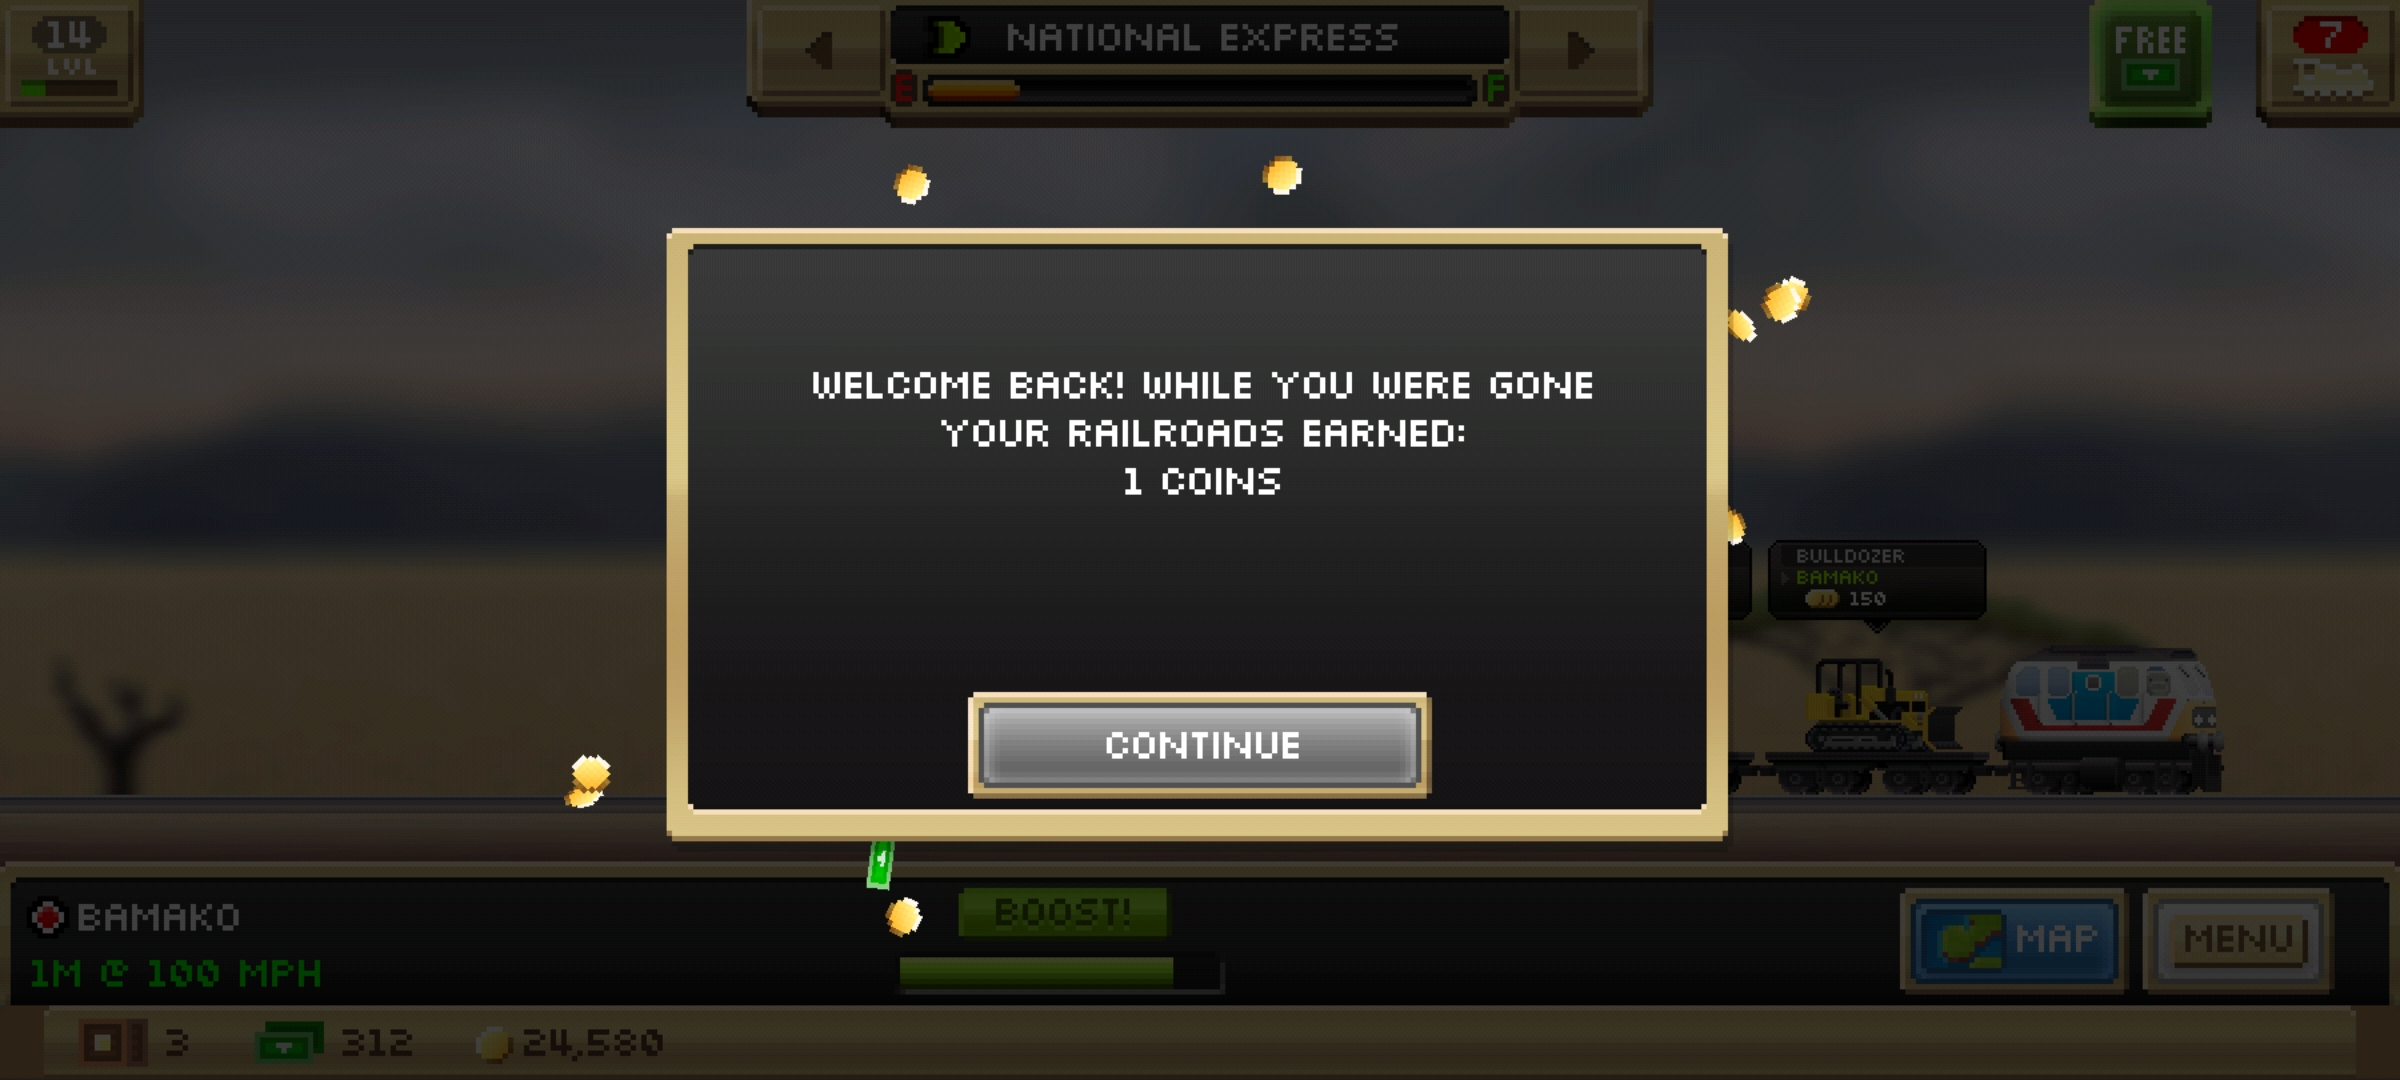 14
LVL
NATIONAL EXPRESS
E F
FREE
7
WELCOME BACK! WHILE YOU WERE GONE
YOUR RAILROADS EARNED:
1 COINS
CONTINUE
BULLDOZER
BAMAKO
150
BAMAKO
1M @ 100 MPH
BOOST!
MAP
MENU
3 312 24,580